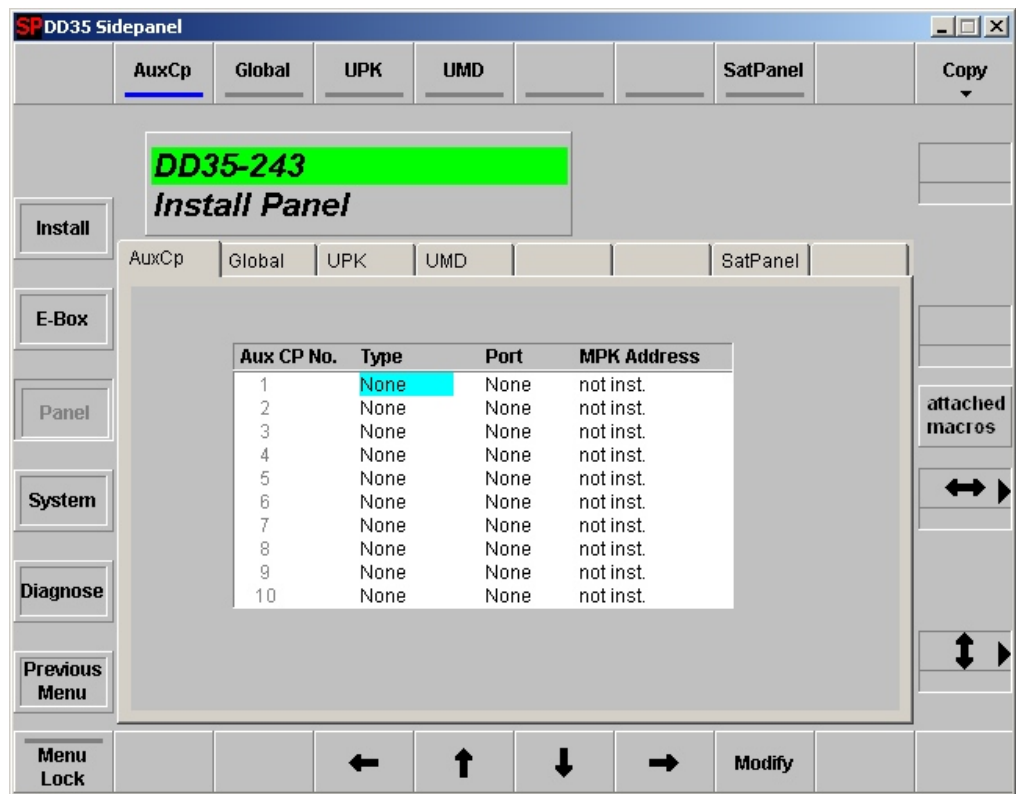 SP DD35 Sidepanel
AuxCp Global UPK UMD SatPanel Copy
DD35-243
Install Panel
Install
AuxCp Global UPK UMD SatPanel
E-Box
Aux CP No. Type Port MPK Address
1 None None not inst.
2 None None not inst.
3 None None not inst.
4 None None not inst.
5 None None not inst.
6 None None not inst.
7 None None not inst.
8 None None not inst.
9 None None not inst.
10 None None not inst.
Panel
attached
macros
System
Diagnose
Previous
Menu
Menu
Lock
Modify